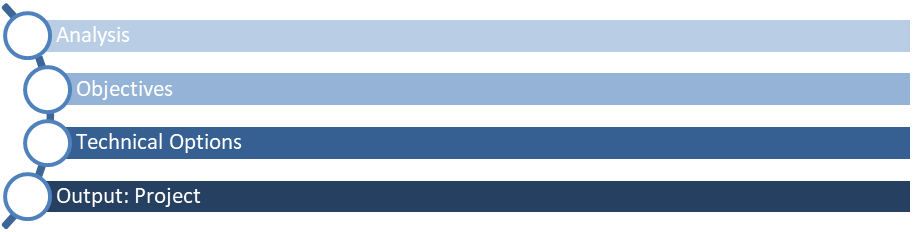 Analysis
Objectives
Technical Options
Output: Project